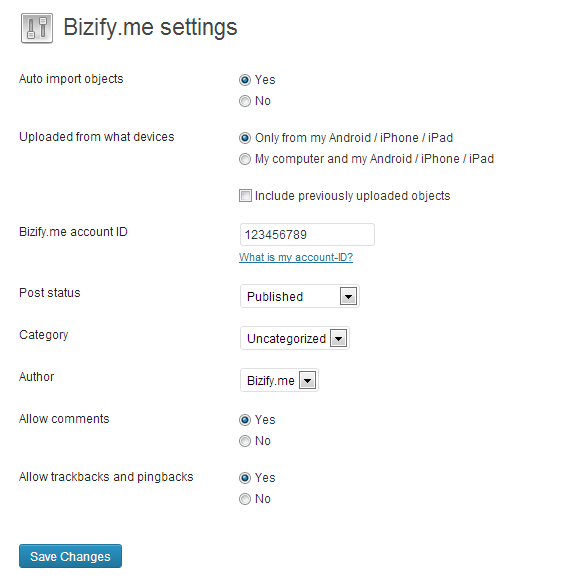 Bizify.me settings
Auto import objects
Yes
No
Uploaded from what devices
Only from my Android / iPhone / iPad
My computer and my Android / iPhone / iPad
Include previously uploaded objects
Bizify.me account ID
123456789
What is my account-ID?
Post status
Published
Category
Uncategorized
Author
Bizify.me
Allow comments
Yes
No
Allow trackbacks and pingbacks
Yes
No
Save Changes